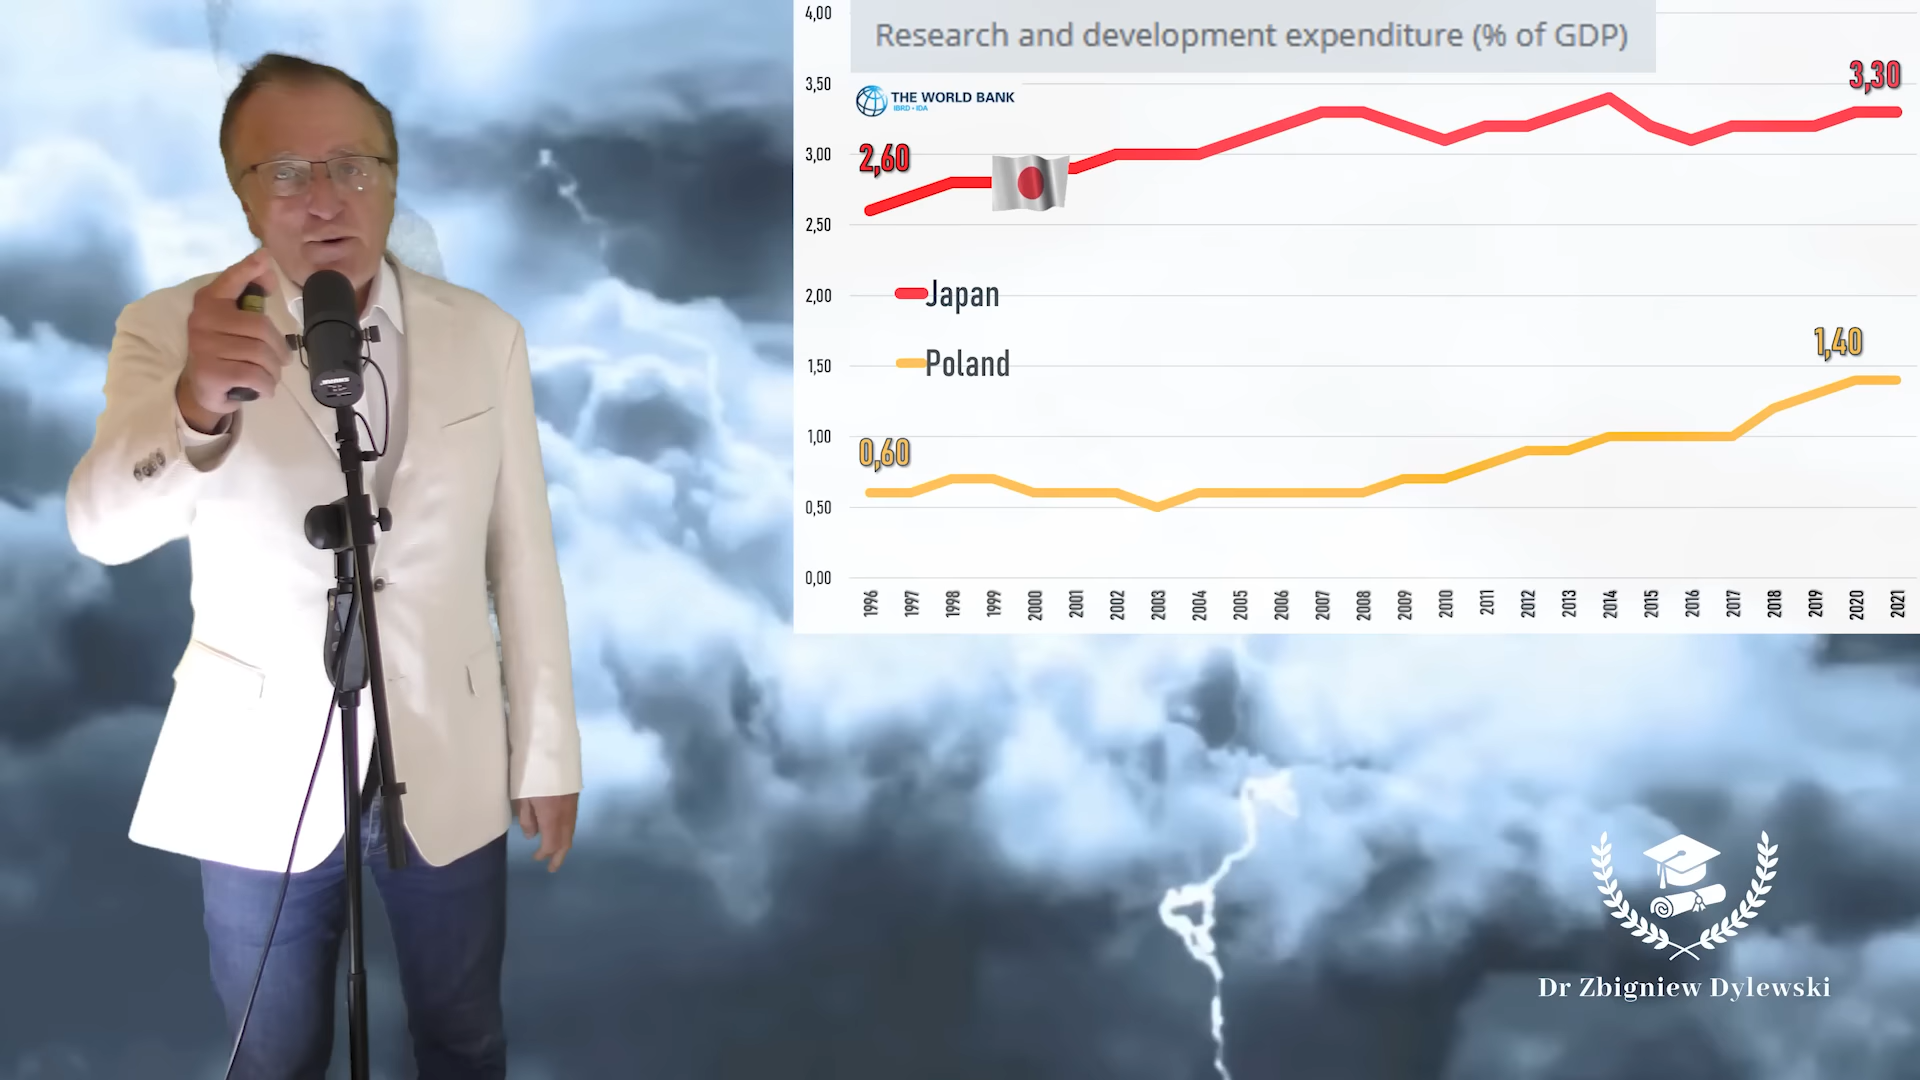 Research and development expenditure (% of GDP)
THE WORLD BANK
IBRD • IDA
4,00
3,50
3,00
2,50
2,00
1,50
1,00
0,50
0,00
2,60
3,30
Japan
Poland
0,60
1,40
1996 1997 1998 1999 2000 2001 2002 2003 2004 2005 2006 2007 2008 2009 2010 2011 2012 2013 2014 2015 2016 2017 2018 2019 2020 2021
Dr Zbigniew Dylewski